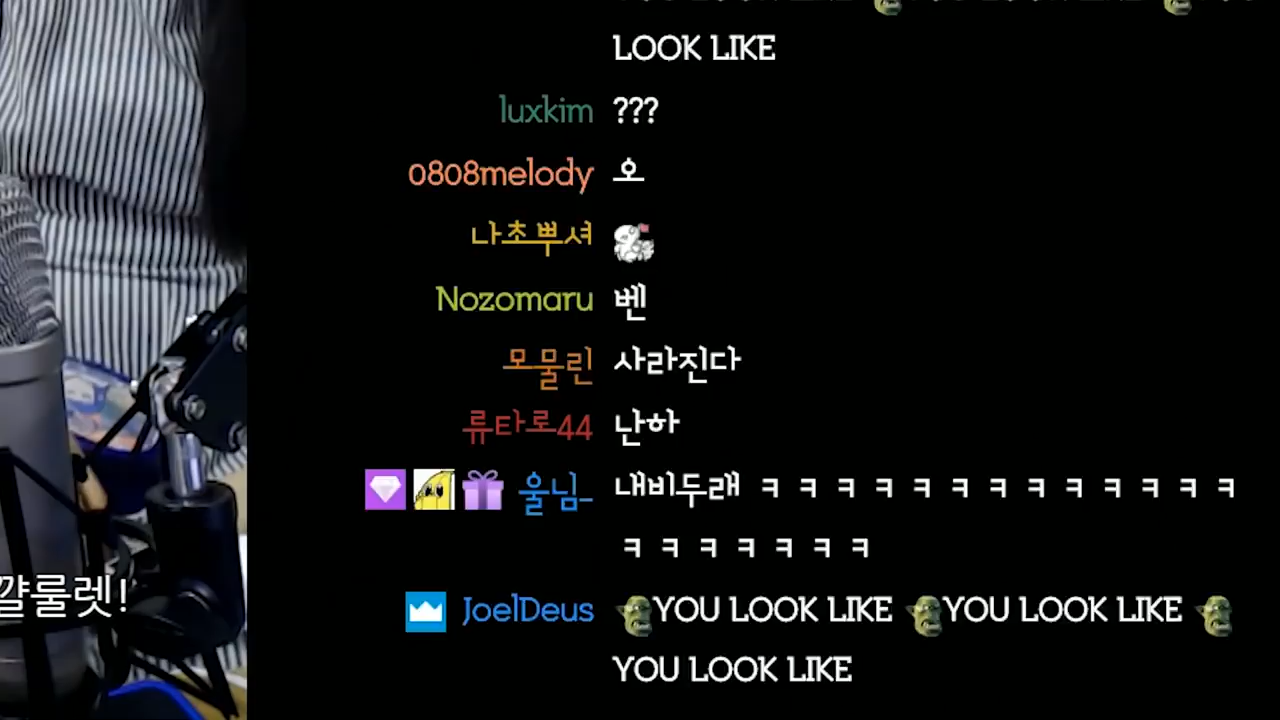 LOOK LIKE
luxkim ???
0808melody 오
나초뿌셔
Nozomaru 벤
모물린 사라진다
류타로44 난하
울님_ 내비두래 ㅋㅋㅋㅋㅋㅋㅋㅋㅋㅋㅋㅋㅋ
ㅋㅋㅋㅋㅋㅋㅋ
꺌룰렛!
JoelDeus YOU LOOK LIKE YOU LOOK LIKE
YOU LOOK LIKE